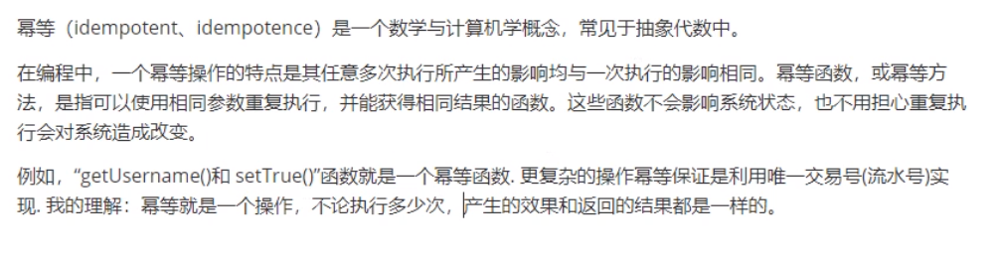 幂等（idempotent、idempotence）是一个数学与计算机学概念，常见于抽象代数中。
在编程中，一个幂等操作的特点是其任意多次执行所产生的影响均与一次执行的影响相同。幂等函数，或幂等方
法，是指可以使用相同参数重复执行，并能获得相同结果的函数。这些函数不会影响系统状态，也不用担心重复执
行会对系统造成改变。
例如，“getUsername()和 setTrue()”函数就是一个幂等函数. 更复杂的操作幂等保证是利用唯一交易号(流水号)实
现. 我的理解：幂等就是一个操作，不论执行多少次，产生的效果和返回的结果都是一样的。